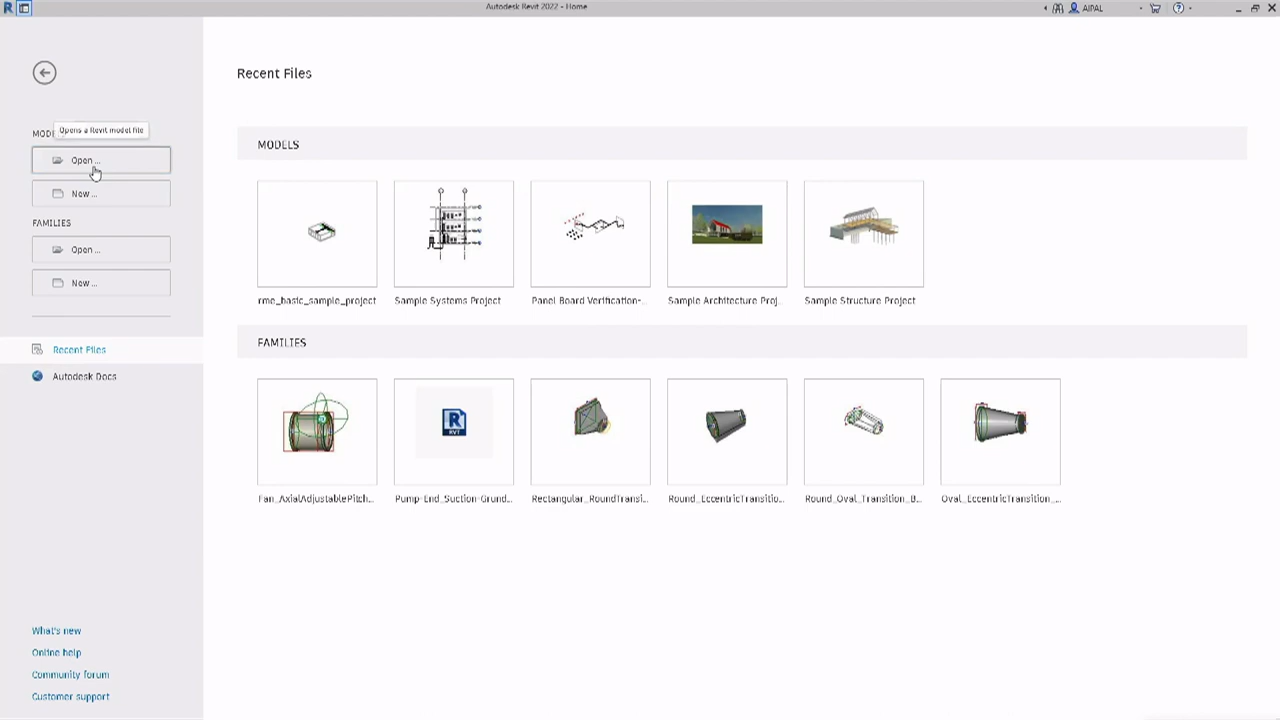 Autodesk Revit 2022 - Home
AIPAL
Recent Files
Opens a Revit model file
Open ...
New ...
FAMILIES
Open ...
New ...
Recent Files
Autodesk Docs
What's new
Online help
Community forum
Customer support
MODELS
rme_basic_sample_project
Sample Systems Project
Panel Board Verification-...
Sample Architecture Proj...
Sample Structure Project
FAMILIES
Fan_AxialAdjustablePitch...
Pump-End_Suction-Grund...
Rectangular_RoundTransi...
Round_EccentricTransitio...
Round_Oval_Transition_B...
Oval_EccentricTransition_...
RVT